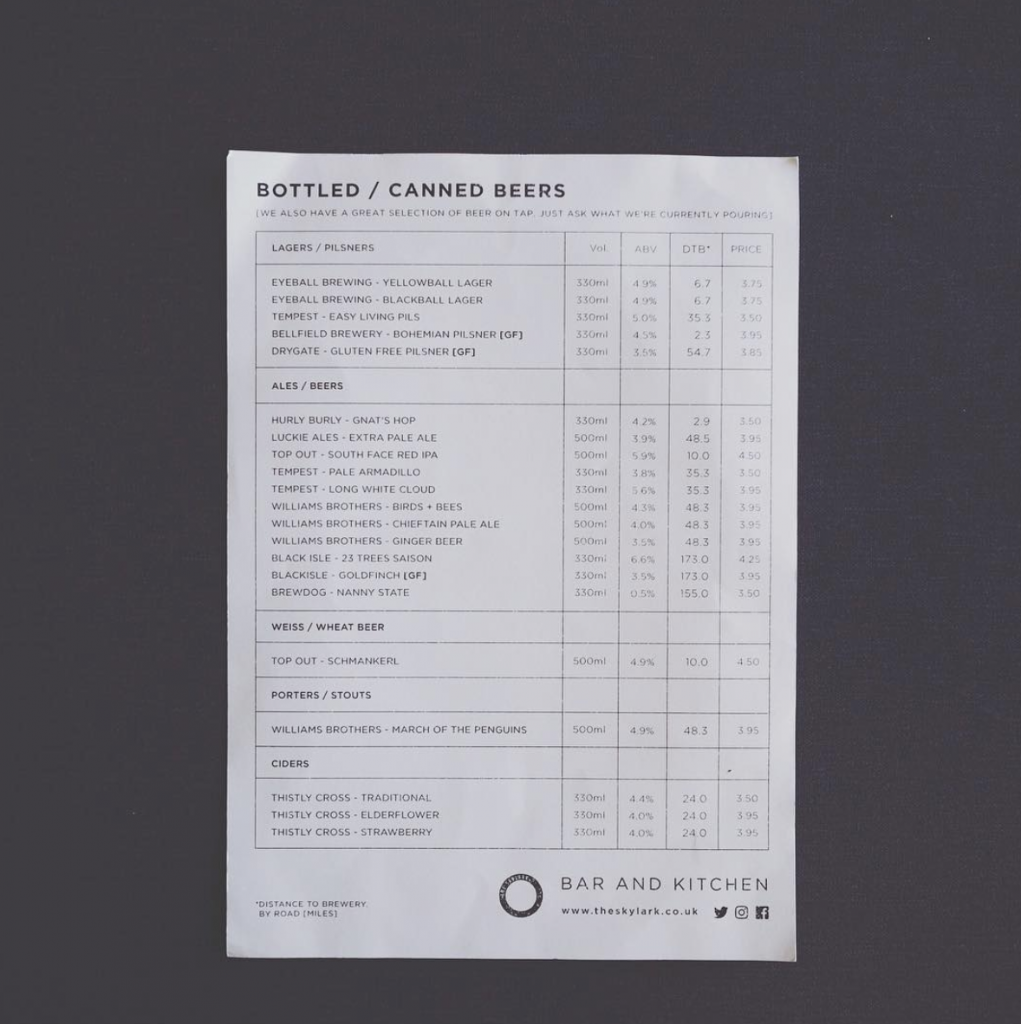 BOTTLED / CANNED BEERS
[WE ALSO HAVE A GREAT SELECTION OF BEER ON TAP. JUST ASK WHAT WE'RE CURRENTLY POURING]
LAGERS / PILSNERS Vol. ABV DTB* PRICE
EYEBALL BREWING - YELLOWBALL LAGER 330ml 4.9% 6.7 3.75
EYEBALL BREWING - BLACKBALL LAGER 330ml 4.9% 6.7 3.75
TEMPEST - EASY LIVING PILS 330ml 5.0% 35.3 3.50
BELLFIELD BREWERY - BOHEMIAN PILSNER [GF] 330ml 4.5% 2.3 3.95
DRYGATE - GLUTEN FREE PILSNER [GF] 330ml 3.5% 54.7 3.85
ALES / BEERS
HURLY BURLY - GNAT'S HOP 330ml 4.2% 2.9 3.50
LUCKIE ALES - EXTRA PALE ALE 500ml 3.9% 48.5 3.95
TOP OUT - SOUTH FACE RED IPA 500ml 5.9% 10.0 4.50
TEMPEST - PALE ARMADILLO 330ml 3.8% 35.3 3.50
TEMPEST - LONG WHITE CLOUD 330ml 5.6% 35.3 3.95
WILLIAMS BROTHERS - BIRDS + BEES 500ml 4.3% 48.3 3.95
WILLIAMS BROTHERS - CHIEFTAIN PALE ALE 500ml 4.0% 48.3 3.95
WILLIAMS BROTHERS - GINGER BEER 500ml 3.5% 48.3 3.95
BLACK ISLE - 23 TREES SAISON 330ml 6.6% 173.0 4.25
BLACKISLE - GOLDFINCH [GF] 330ml 3.5% 173.0 3.95
BREWDOG - NANNY STATE 330ml 0.5% 155.0 3.50
WEISS / WHEAT BEER
TOP OUT - SCHMANKERL 500ml 4.9% 10.0 4.50
PORTERS / STOUTS
WILLIAMS BROTHERS - MARCH OF THE PENGUINS 500ml 4.9% 48.3 3.95
CIDERS
THISTLY CROSS - TRADITIONAL 330ml 4.4% 24.0 3.50
THISTLY CROSS - ELDERFLOWER 330ml 4.0% 24.0 3.95
THISTLY CROSS - STRAWBERRY 330ml 4.0% 24.0 3.95
*DISTANCE TO BREWERY.
BY ROAD [MILES]
BAR AND KITCHEN
www.theskylark.co.uk